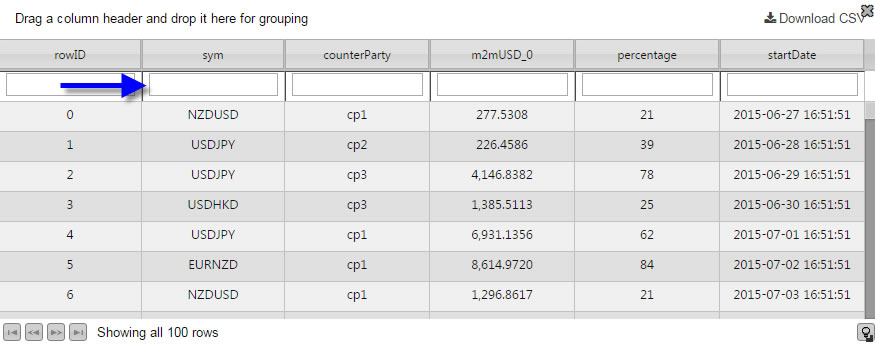 Drag a column header and drop it here for grouping Download CSV
rowID sym counterParty m2mUSD_0 percentage startDate
0 NZDUSD cp1 277.5308 21 2015-06-27 16:51:51
1 USDJPY cp2 226.4586 39 2015-06-28 16:51:51
2 USDJPY cp3 4,146.8382 78 2015-06-29 16:51:51
3 USDHKD cp3 1,385.5113 25 2015-06-30 16:51:51
4 USDJPY cp1 6,931.1356 62 2015-07-01 16:51:51
5 EURNZD cp1 8,614.9720 84 2015-07-02 16:51:51
6 NZDUSD cp1 1,296.8617 21 2015-07-03 16:51:51
Showing all 100 rows